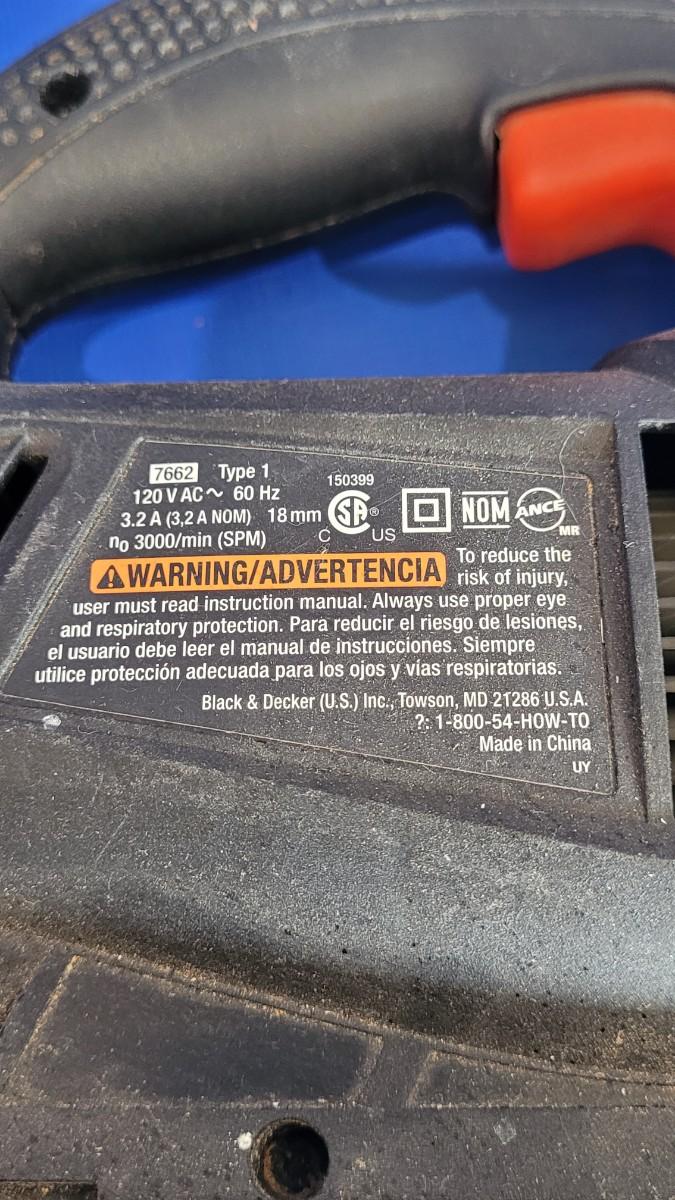 7662 Type 1
120 V AC ~ 60 Hz
150399
3.2 A (3,2 A NOM) 18 mm
n₀ 3000/min (SPM)
C SA ® US
NOM ANCE MR
⚠WARNING/ADVERTENCIA To reduce the
risk of injury,
user must read instruction manual. Always use proper eye
and respiratory protection. Para reducir el riesgo de lesiones,
el usuario debe leer el manual de instrucciones. Siempre
utilice protección adecuada para los ojos y vías respiratorias.
Black & Decker (U.S.) Inc., Towson, MD 21286 U.S.A.
?: 1-800-54-HOW-TO
Made in China
UY